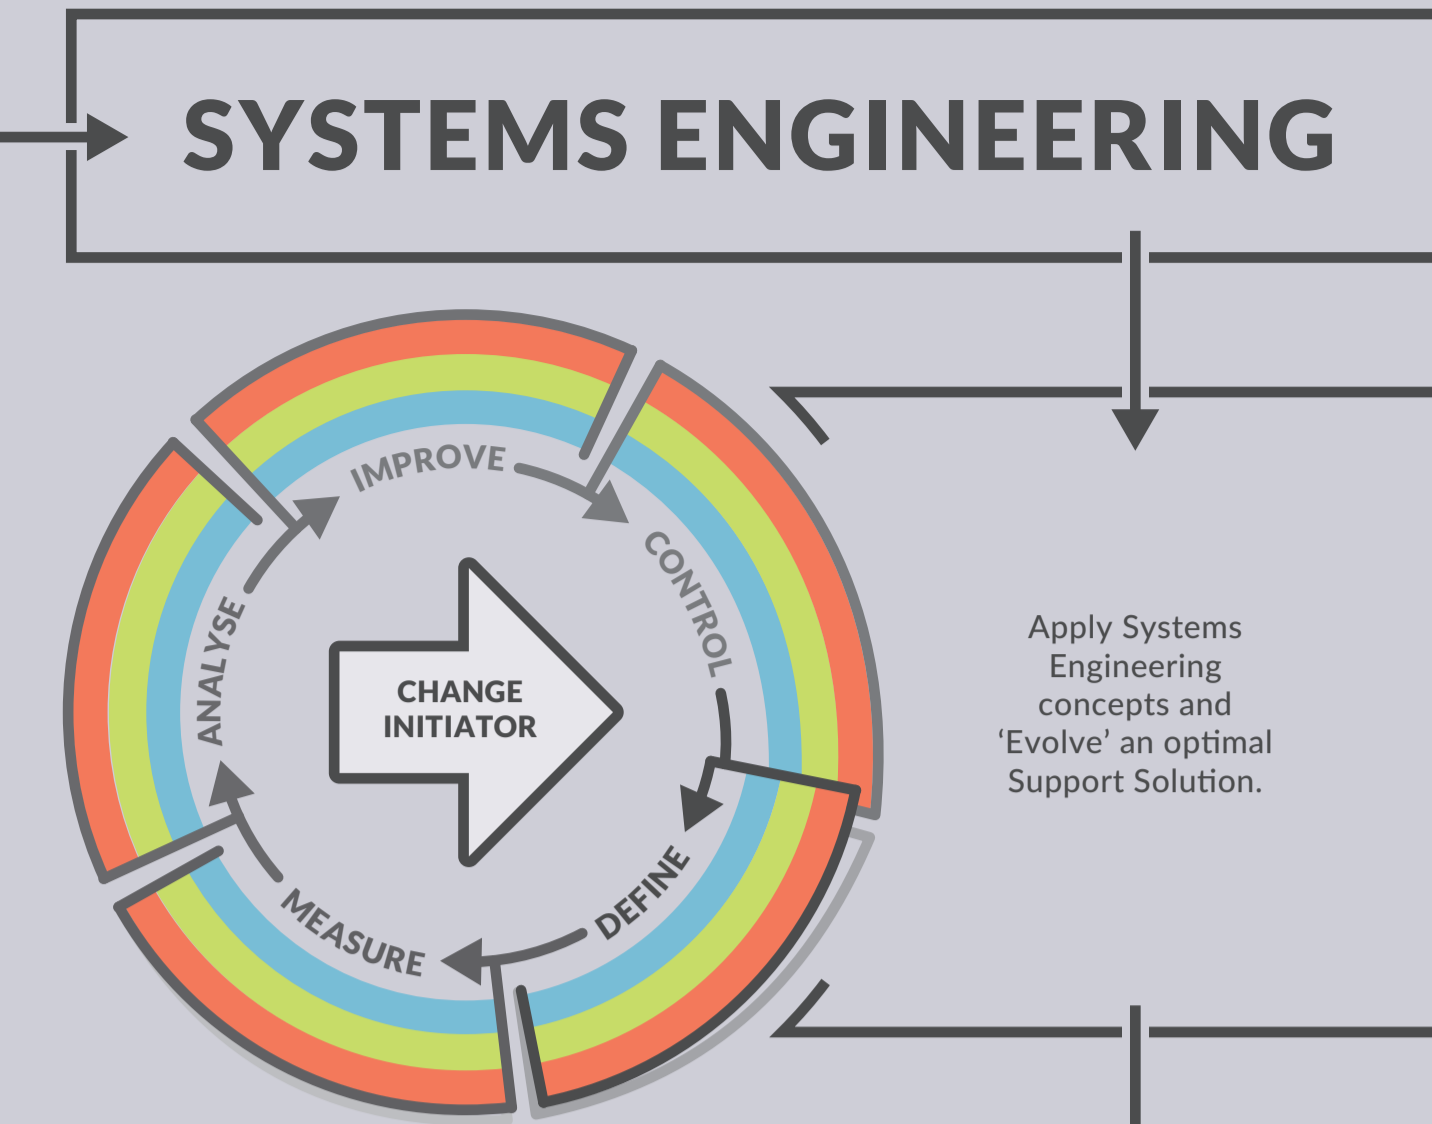 SYSTEMS ENGINEERING
IMPROVE
CONTROL
ANALYSE
CHANGE
INITIATOR
DEFINE
MEASURE
Apply Systems
Engineering
concepts and
‘Evolve’ an optimal
Support Solution.